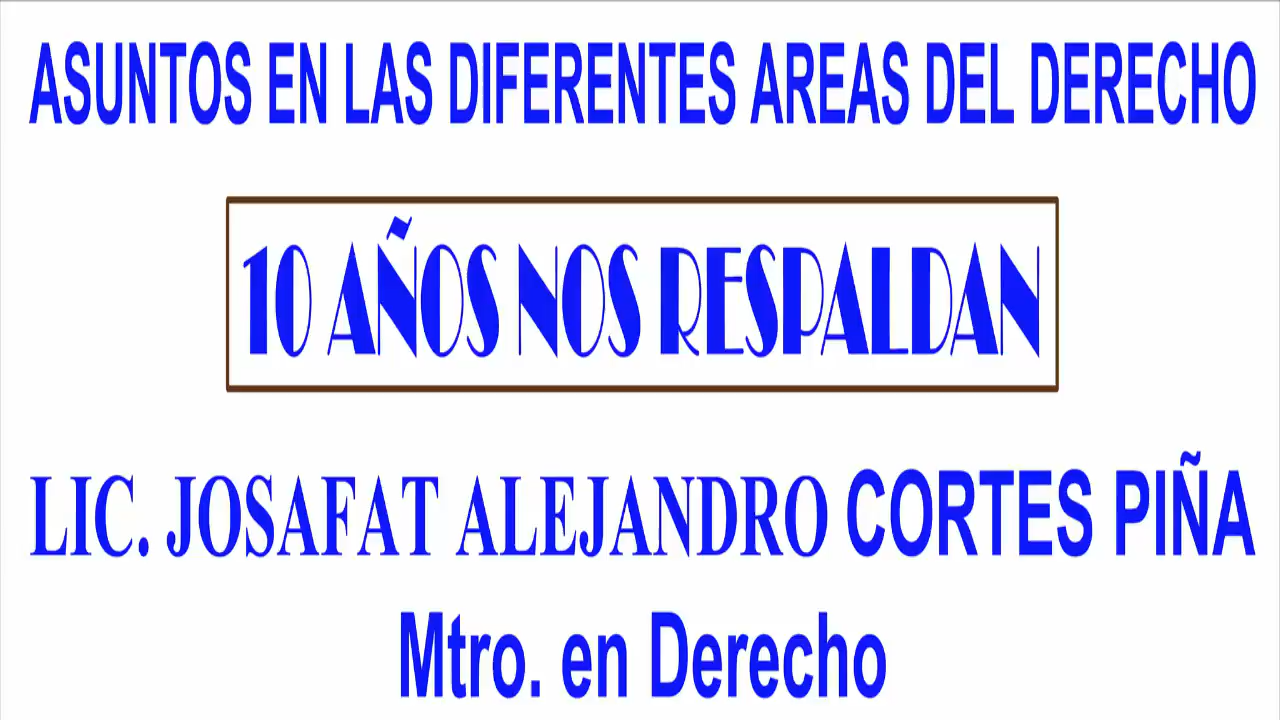 ASUNTOS EN LAS DIFERENTES AREAS DEL DERECHO
10 AÑOS NOS RESPALDAN
LIC. JOSAFAT ALEJANDRO CORTES PIÑA
Mtro. en Derecho